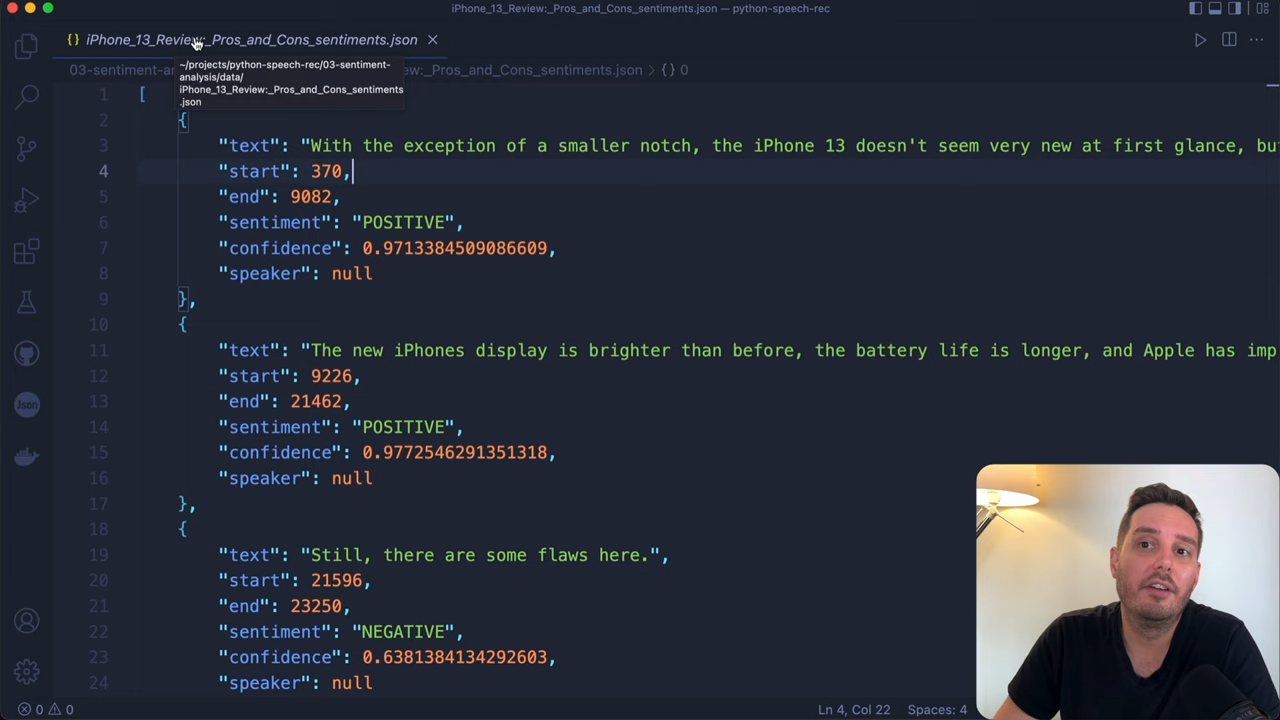 iPhone_13_Review:_Pros_and_Cons_sentiments.json — python-speech-rec
{} iPhone_13_Review:_Pros_and_Cons_sentiments.json
~/projects/python-speech-rec/03-sentiment-
analysis/data/
iPhone_13_Review:_Pros_and_Cons_sentiments
.json
03-sentiment-an
ne_13_Review:_Pros_and_Cons_sentiments.json > {} 0
1 [
2 {
3 "text": "With the exception of a smaller notch, the iPhone 13 doesn't seem very new at first glance, bu
4 "start": 370,
5 "end": 9082,
6 "sentiment": "POSITIVE",
7 "confidence": 0.9713384509086609,
8 "speaker": null
9 },
10 {
11 "text": "The new iPhones display is brighter than before, the battery life is longer, and Apple has imp
12 "start": 9226,
13 "end": 21462,
14 "sentiment": "POSITIVE",
15 "confidence": 0.9772546291351318,
16 "speaker": null
17 },
18 {
19 "text": "Still, there are some flaws here.",
20 "start": 21596,
21 "end": 23250,
22 "sentiment": "NEGATIVE",
23 "confidence": 0.6381384134292603,
24 "speaker": null
Json
0 0
Ln 4, Col 22 Spaces: 4